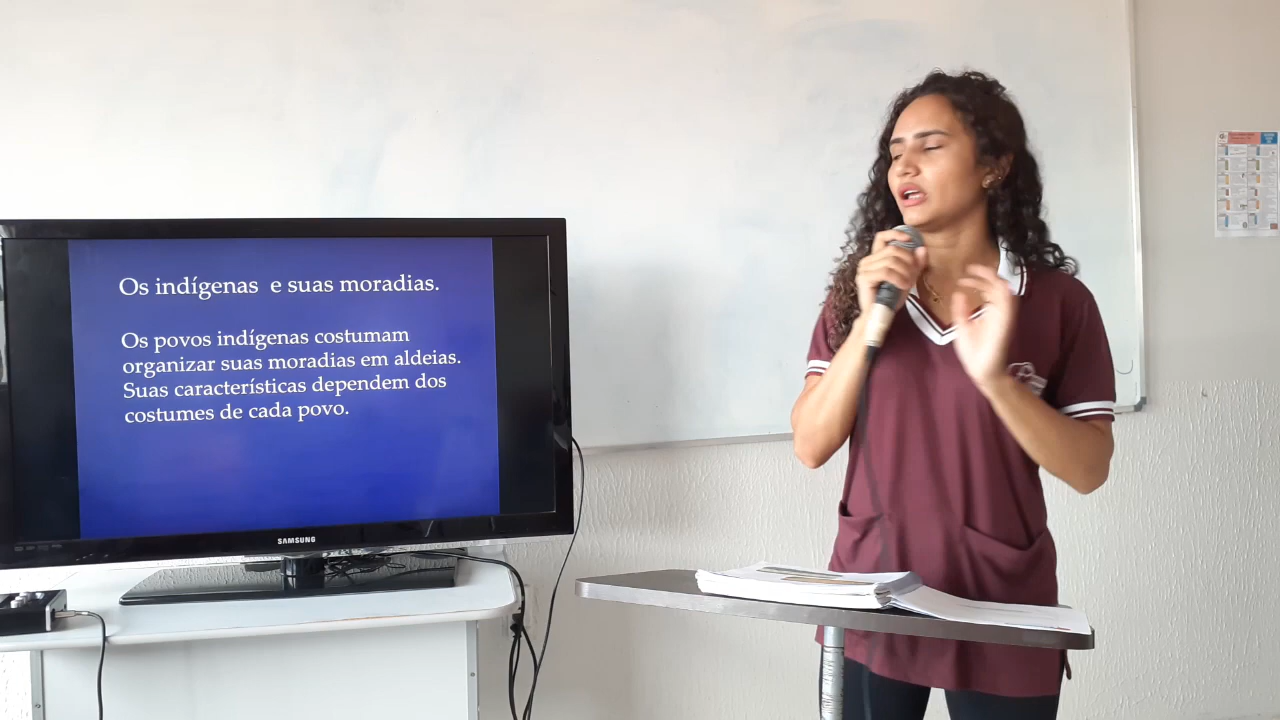 Os indígenas e suas moradias.
Os povos indígenas costumam
organizar suas moradias em aldeias.
Suas características dependem dos
costumes de cada povo.
SAMSUNG